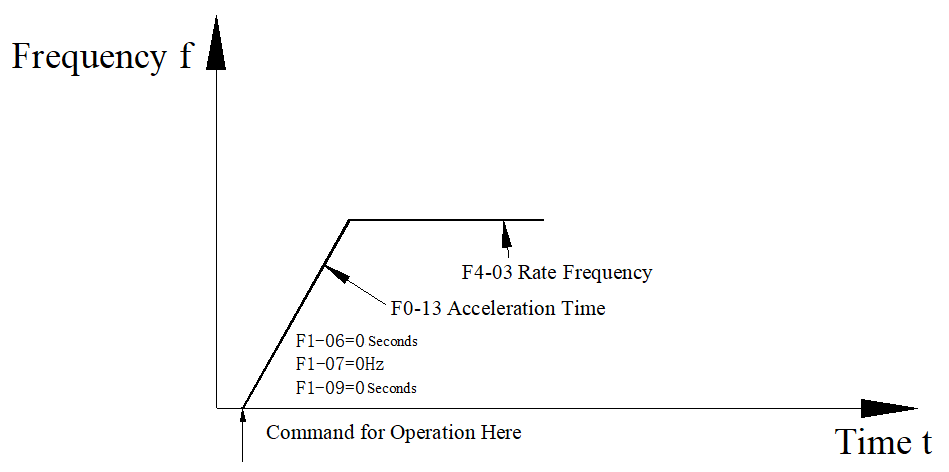 Frequency f
F4-03 Rate Frequency
F0-13 Acceleration Time
F1-06=0 Seconds
F1-07=0Hz
F1-09=0 Seconds
Command for Operation Here
Time t